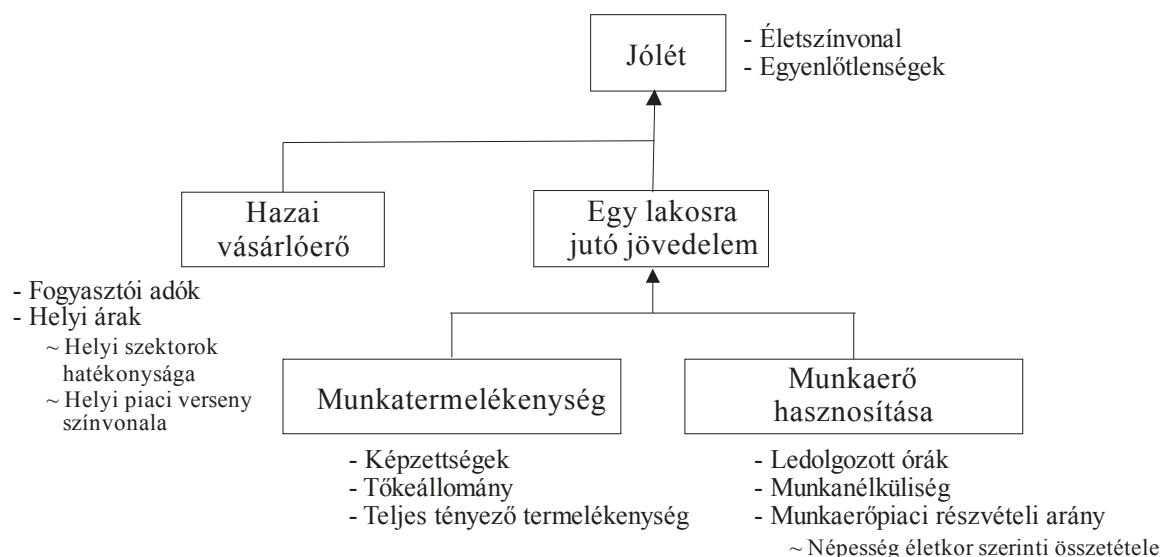 Jólét
- Életszínvonal
- Egyenlőtlenségek
Hazai
vásárlóerő
Egy lakosra
jutó jövedelem
- Fogyasztói adók
- Helyi árak
~ Helyi szektorok
hatékonysága
~ Helyi piaci verseny
színvonala
Munkatermelékenység
Munkaerő
hasznosítása
- Képzettségek
- Tőkeállomány
- Teljes tényező termelékenység
- Ledolgozott órák
- Munkanélküliség
- Munkaerőpiaci részvételi arány
~ Népesség életkor szerinti összetétele